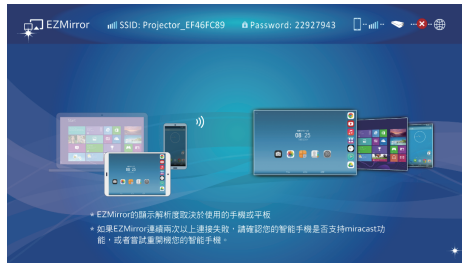 EZMirror SSID: Projector_EF46FC89 Password: 22927943
08 25
* EZMirror的顯示解析度取決於使用的手機或平板
* 如果EZMirror連續兩次以上連接失敗，請確認您的智能手機是否支持miracast功
能，或者嘗試重開機您的智能手機。